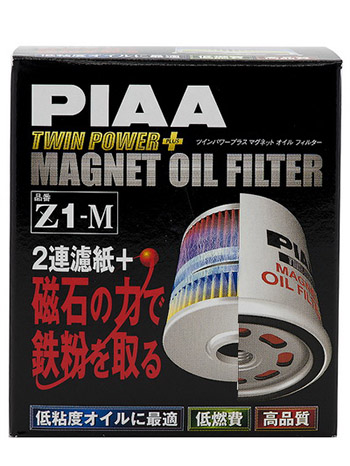 PIAA
TWIN POWER+ PLUS
ツインパワープラス マグネット オイル フィルター
MAGNET OIL FILTER
品番
Z1-M
2連濾紙+
磁石の力で
鉄粉を取る
PIAA
MAGN
OIL FILT
低粘度オイルに最適
低燃費
高品質